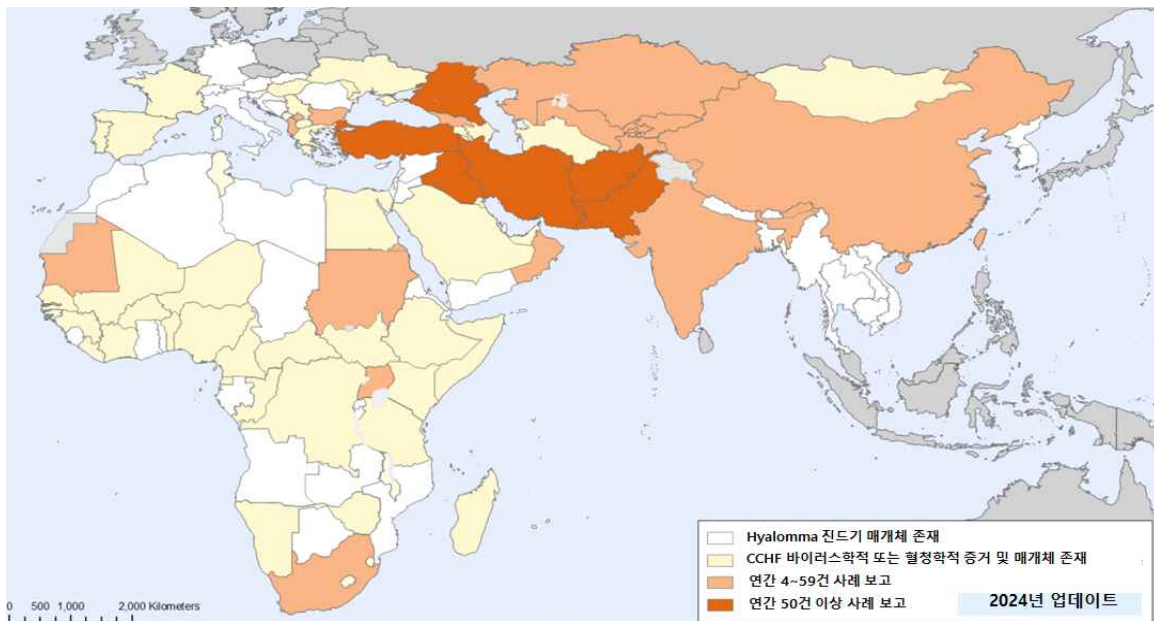 Hyalomma 진드기 매개체 존재
CCHF 바이러스학적 또는 혈청학적 증거 및 매개체 존재
연간 4~59건 사례 보고
연간 50건 이상 사례 보고
2024년 업데이트
0 500 1,000 2,000 Kilometers